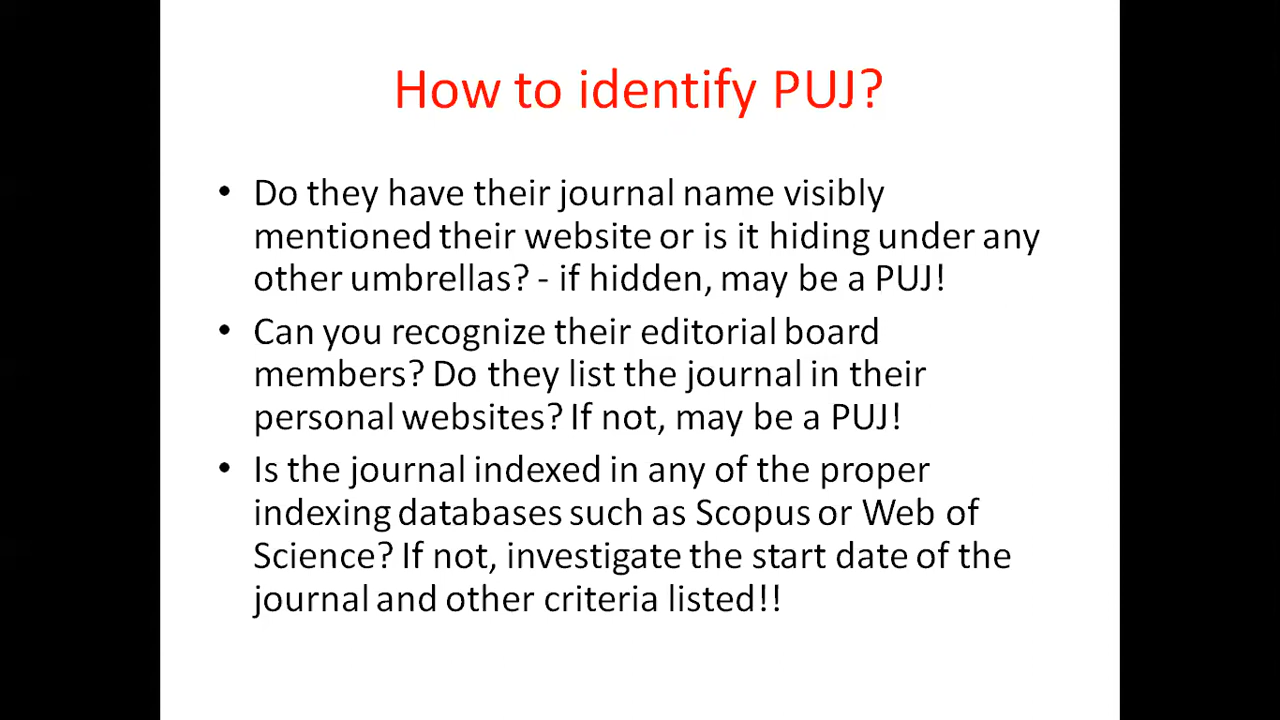 How to identify PUJ?
• Do they have their journal name visibly
mentioned their website or is it hiding under any
other umbrellas? - if hidden, may be a PUJ!
• Can you recognize their editorial board
members? Do they list the journal in their
personal websites? If not, may be a PUJ!
• Is the journal indexed in any of the proper
indexing databases such as Scopus or Web of
Science? If not, investigate the start date of the
journal and other criteria listed!!